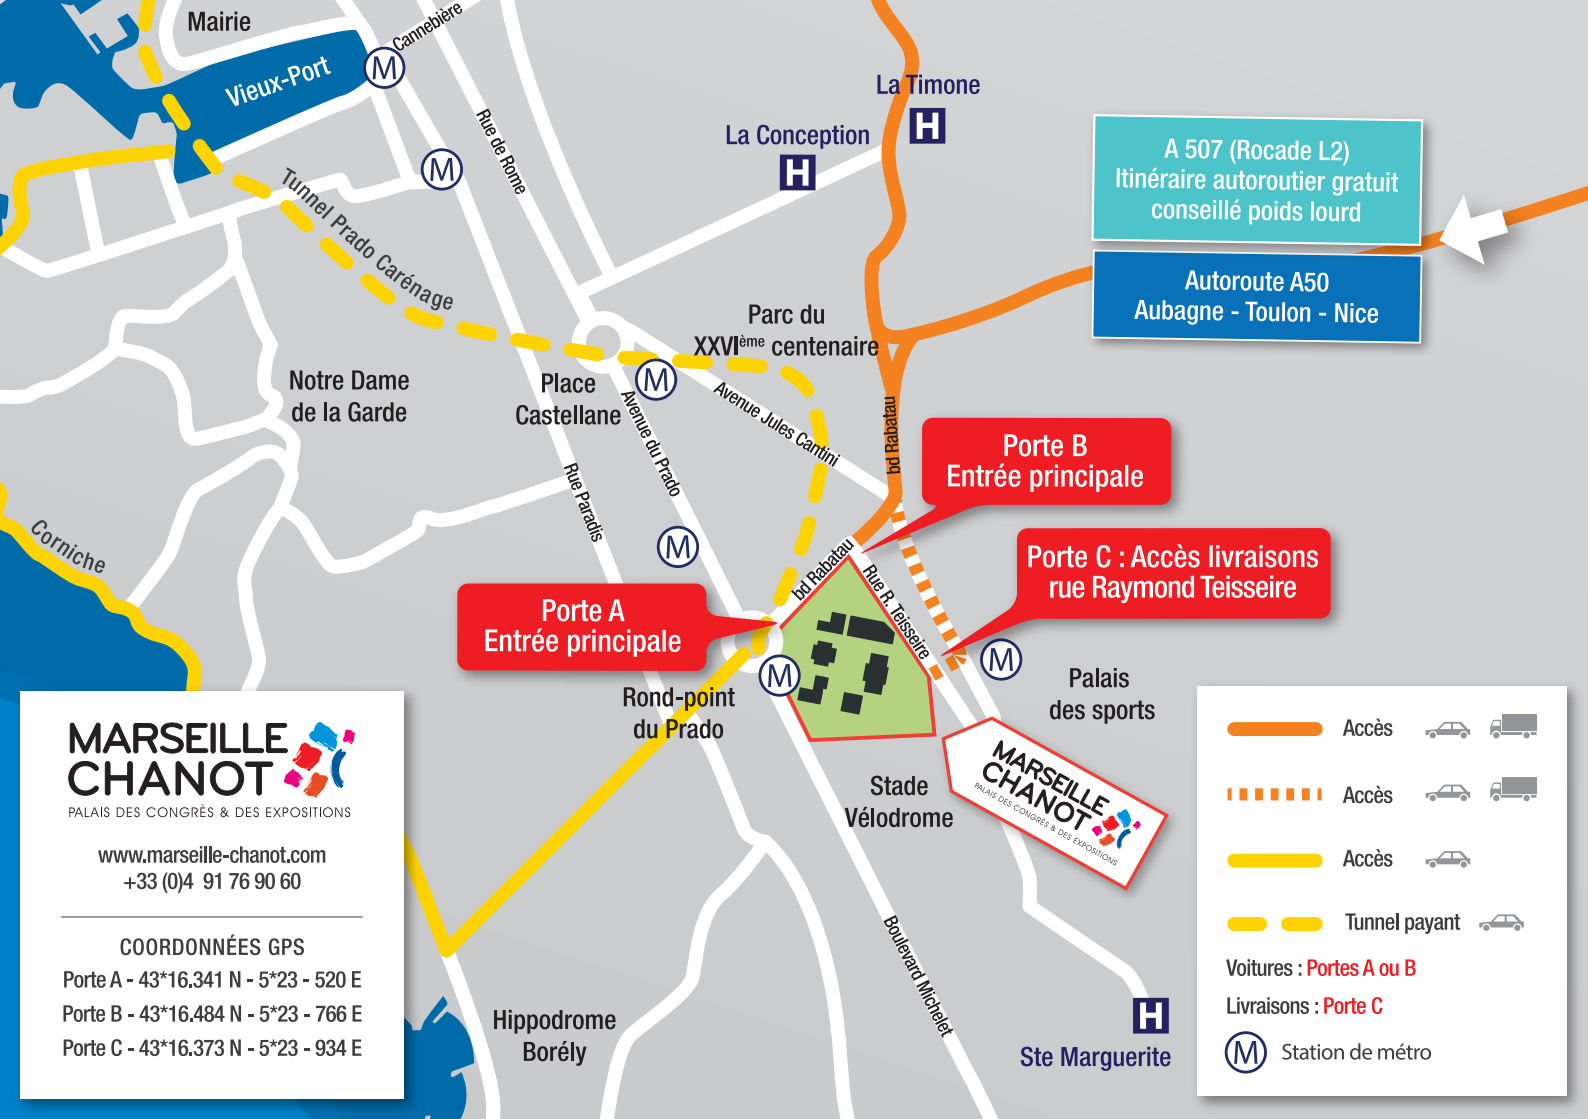 Mairie
Cannebière
Vieux-Port
M
M
Rue de Rome
La Timone
H
La Conception
H
A 507 (Rocade L2)
Itinéraire autoroutier gratuit
conseillé poids lourd
Autoroute A50
Aubagne - Toulon - Nice
Tunnel Prado Carénage
Parc du
XXVIème centenaire
Notre Dame
de la Garde
Place
Castellane
M
Avenue du Prado
Avenue Jules Cantini
bd Rabatau
Porte B
Entrée principale
Rue Paradis
Corniche
M
Porte C : Accès livraisons
rue Raymond Teisseire
bd Rabatau
Rue R. Teisseire
Porte A
Entrée principale
M
M
Rond-point
du Prado
Palais
des sports
Stade
Vélodrome
MARSEILLE
CHANOT
PALAIS DES CONGRÈS & DES EXPOSITIONS
Boulevard Michelet
Hippodrome
Borély
H
Ste Marguerite
MARSEILLE
CHANOT
PALAIS DES CONGRÈS & DES EXPOSITIONS
www.marseille-chanot.com
+33 (0)4 91 76 90 60
COORDONNÉES GPS
Porte A - 43*16.341 N - 5*23 - 520 E
Porte B - 43*16.484 N - 5*23 - 766 E
Porte C - 43*16.373 N - 5*23 - 934 E
Accès
Accès
Accès
Tunnel payant
Voitures : Portes A ou B
Livraisons : Porte C
M Station de métro